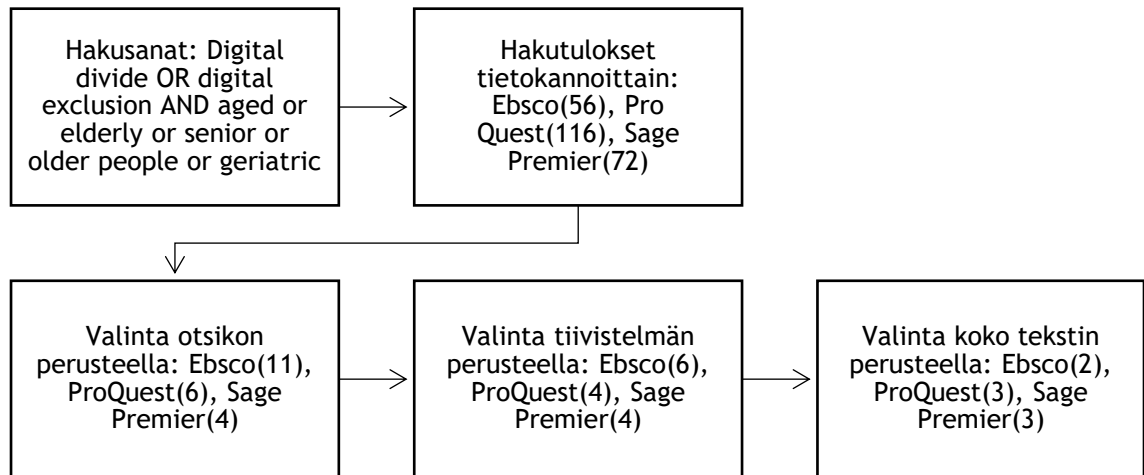 Hakusanat: Digital
divide OR digital
exclusion AND aged or
elderly or senior or
older people or geriatric
Hakutulokset
tietokannoittain:
Ebsco(56), Pro
Quest(116), Sage
Premier(72)
Valinta otsikon
perusteella: Ebsco(11),
ProQuest(6), Sage
Premier(4)
Valinta tiivistelmän
perusteella: Ebsco(6),
ProQuest(4), Sage
Premier(4)
Valinta koko tekstin
perusteella: Ebsco(2),
ProQuest(3), Sage
Premier(3)